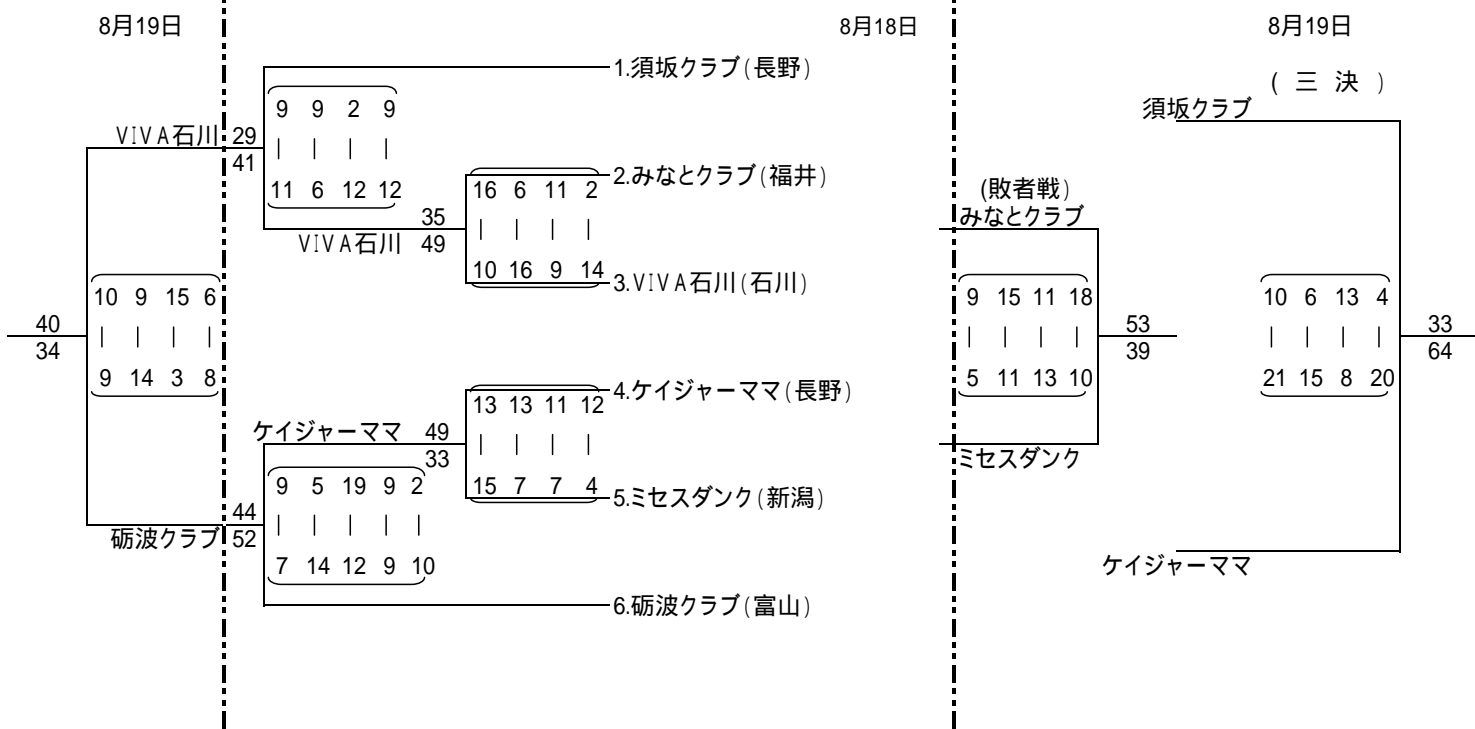 8月19日
8月18日
8月19日
1.須坂クラブ(長野)
(三決)
須坂クラブ
9 9 2 9
VIVA石川 29
41
| | | |
11 6 12 12
2.みなとクラブ(福井)
16 6 11 2
(敗者戦)
みなとクラブ
35
VIVA石川 49
| | | |
10 16 9 14
3.VIVA石川(石川)
10 9 15 6
9 15 11 18
10 6 13 4
40
34
| | | |
| | | |
53
39
| | | |
33
64
9 14 3 8
5 11 13 10
21 15 8 20
4.ケイジャーママ(長野)
13 13 11 12
ケイジャーママ 49
33
| | | |
ミセスダンク
15 7 7 4
5.ミセスダンク(新潟)
9 5 19 9 2
44
砺波クラブ 52
| | | | |
7 14 12 9 10
ケイジャーママ
6.砺波クラブ(富山)